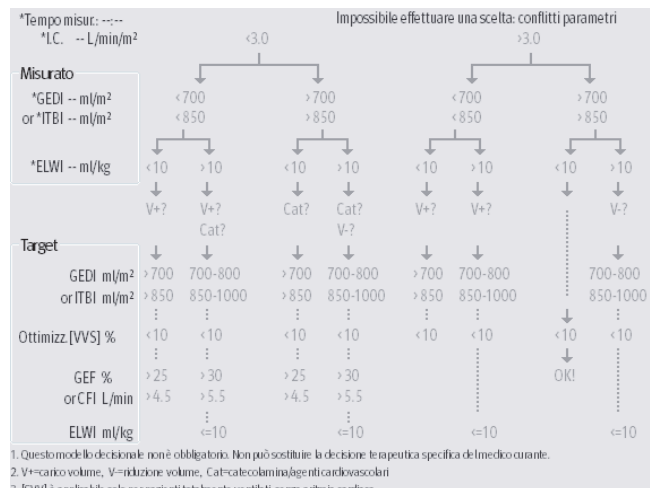 *Tempo misur.: --:-- Impossibile effettuare una scelta: conflitti parametri
*I.C. -- L/min/m² <3.0 >3.0
Misurato
*GEDI -- ml/m² <700 >700 <700 >700
or *ITBI -- ml/m² <850 >850 <850 >850
*ELWI -- ml/kg <10 >10 <10 >10 <10 >10 <10 >10
V+? V+? Cat? Cat? V+? V+? V-?
Cat? V-?
Target
GEDI ml/m² >700 700-800 >700 700-800 >700 700-800 700-800
or ITBI ml/m² >850 850-1000 >850 850-1000 >850 850-1000 850-1000
Ottimizz. [VVS] % <10 <10 <10 <10 <10 <10 <10 <10
GEF % >25 >30 >25 >30 OK!
or CFI L/min >4.5 >5.5 >4.5 >5.5
ELWI ml/kg <=10 <=10 <=10 <=10
1. Questo modello decisionale non è obbligatorio. Non può sostituire la decisione terapeutica specifica del medico curante.
2. V+=carico volume, V-=riduzione volume, Cat=catecolamina/agenti cardiovascolari